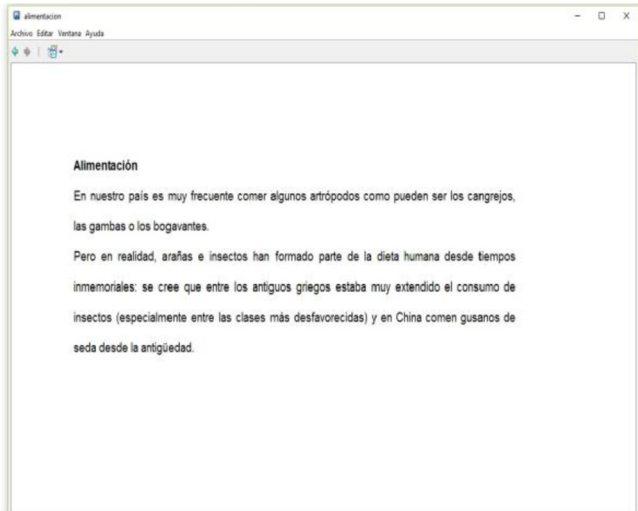 alimentacion
Archivo Editar Ventana Ayuda
Alimentación
En nuestro país es muy frecuente comer algunos artrópodos como pueden ser los cangrejos,
las gambas o los bogavantes.
Pero en realidad, arañas e insectos han formado parte de la dieta humana desde tiempos
inmemoriales: se cree que entre los antiguos griegos estaba muy extendido el consumo de
insectos (especialmente entre las clases más desfavorecidas) y en China comen gusanos de
seda desde la antigüedad.